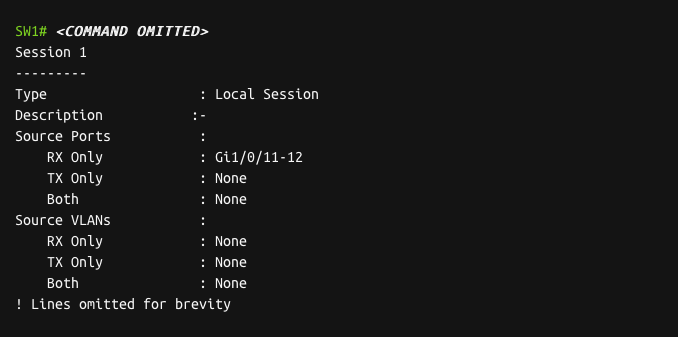 SW1# <COMMAND OMITTED>
Session 1
---------
Type                   : Local Session
Description           :-
Source Ports           :
    RX Only            : Gi1/0/11-12
    TX Only            : None
    Both               : None
Source VLANs           :
    RX Only            : None
    TX Only            : None
    Both               : None
! Lines omitted for brevity